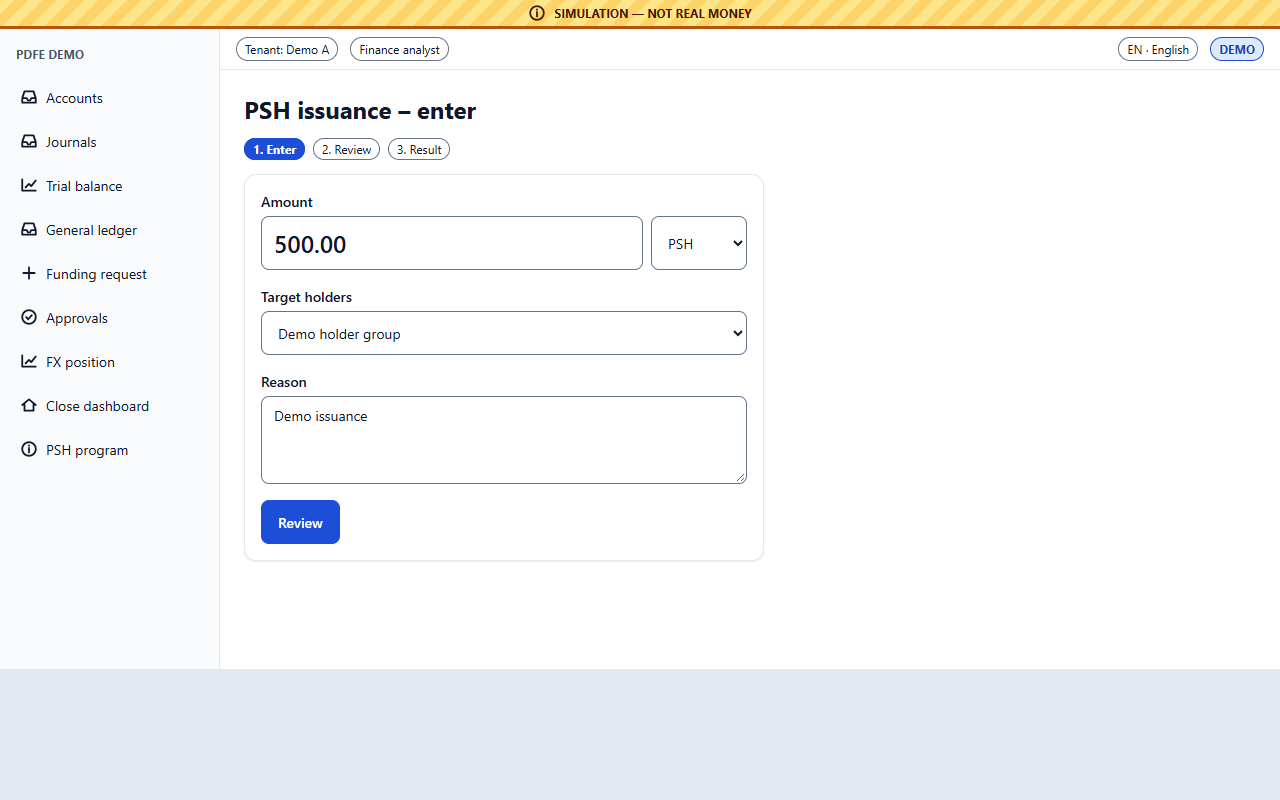 SIMULATION — NOT REAL MONEY
PDFE DEMO
Accounts
Journals
Trial balance
General ledger
Funding request
Approvals
FX position
Close dashboard
PSH program
Tenant: Demo A
Finance analyst
EN · English
DEMO
PSH issuance – enter
1. Enter
2. Review
3. Result
Amount
500.00
PSH
Target holders
Demo holder group
Reason
Demo issuance
Review